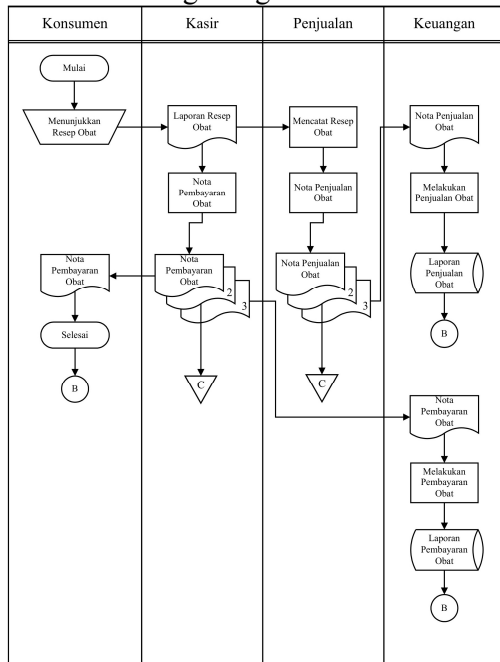 Konsumen
Kasir
Penjualan
Keuangan
Mulai
Menunjukkan
Resep Obat
Laporan Resep
Obat
Mencatat Resep
Obat
Nota Penjualan
Obat
Nota
Pembayaran
Obat
Nota Penjualan
Obat
Melakukan
Penjualan Obat
Nota
Pembayaran
Obat
Nota
Pembayaran
Obat
2
3
Nota Penjualan
Obat
2
3
Laporan
Penjualan
Obat
Selesai
B
B
C
C
Nota
Pembayaran
Obat
Melakukan
Pembayaran
Obat
Laporan
Pembayaran
Obat
B